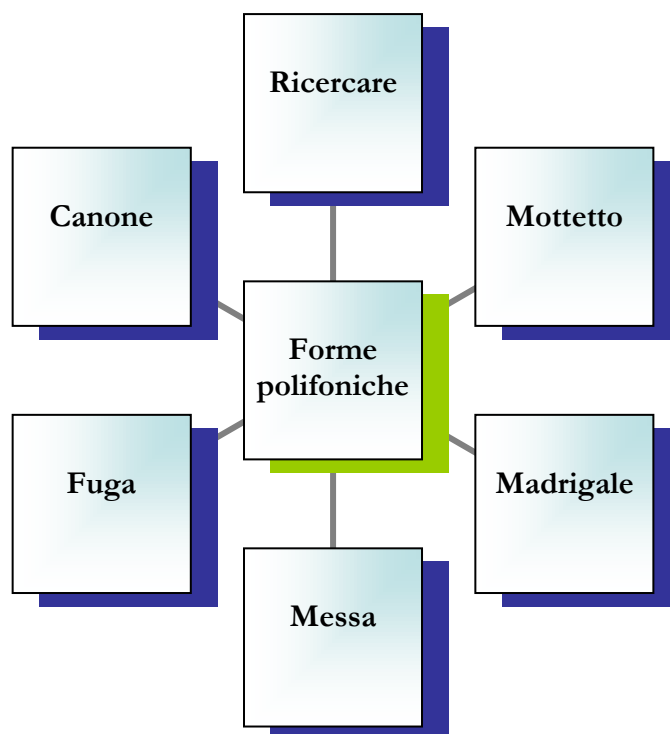 Ricercare
Canone
Mottetto
Forme
polifoniche
Fuga
Madrigale
Messa